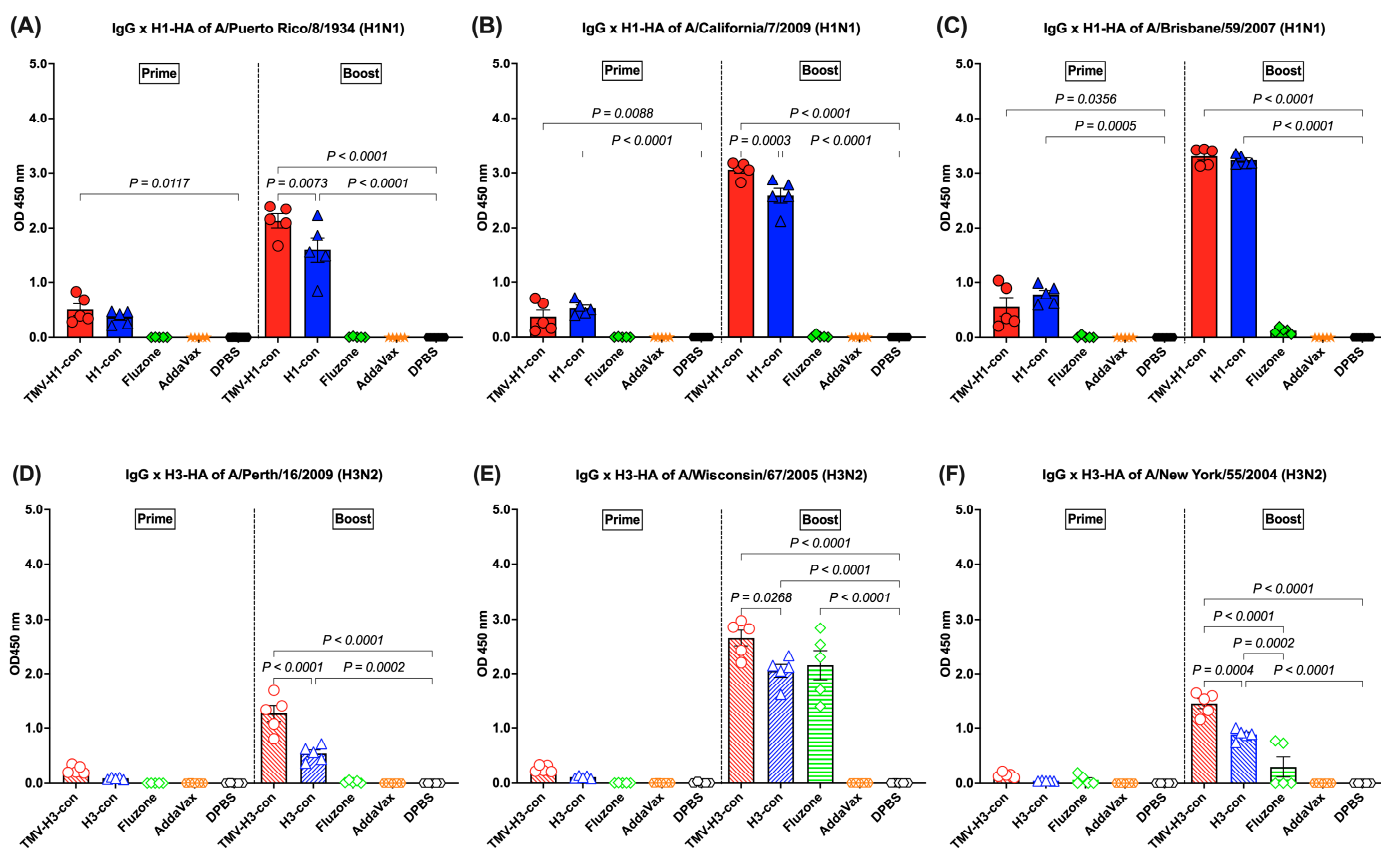 (A)
IgG x H1-HA of A/Puerto Rico/8/1934 (H1N1)
Prime
Boost
5.0
4.0
3.0
2.0
1.0
0.0
OD 450 nm
P = 0.0117
P < 0.0001
P = 0.0073
P < 0.0001
TMV-H1-con
H1-con
Fluzone
AddaVax
DPBS
TMV-H1-con
H1-con
Fluzone
AddaVax
DPBS
(B)
IgG x H1-HA of A/California/7/2009 (H1N1)
Prime
Boost
5.0
4.0
3.0
2.0
1.0
0.0
OD 450 nm
P = 0.0088
P < 0.0001
P < 0.0001
P = 0.0003
P < 0.0001
TMV-H1-con
H1-con
Fluzone
AddaVax
DPBS
TMV-H1-con
H1-con
Fluzone
AddaVax
DPBS
(C)
IgG x H1-HA of A/Brisbane/59/2007 (H1N1)
Prime
Boost
5.0
4.0
3.0
2.0
1.0
0.0
OD 450 nm
P = 0.0356
P = 0.0005
P < 0.0001
P < 0.0001
TMV-H1-con
H1-con
Fluzone
AddaVax
DPBS
TMV-H1-con
H1-con
Fluzone
AddaVax
DPBS
(D)
IgG x H3-HA of A/Perth/16/2009 (H3N2)
Prime
Boost
5.0
4.0
3.0
2.0
1.0
0.0
OD450 nm
P < 0.0001
P < 0.0001
P = 0.0002
TMV-H3-con
H3-con
Fluzone
AddaVax
DPBS
TMV-H3-con
H3-con
Fluzone
AddaVax
DPBS
(E)
IgG x H3-HA of A/Wisconsin/67/2005 (H3N2)
Prime
Boost
5.0
4.0
3.0
2.0
1.0
0.0
OD 450 nm
P < 0.0001
P < 0.0001
P = 0.0268
P < 0.0001
TMV-H3-con
H3-con
Fluzone
AddaVax
DPBS
TMV-H3-con
H3-con
Fluzone
AddaVax
DPBS
(F)
IgG x H3-HA of A/New York/55/2004 (H3N2)
Prime
Boost
5.0
4.0
3.0
2.0
1.0
0.0
OD 450 nm
P < 0.0001
P < 0.0001
P = 0.0002
P = 0.0004
P < 0.0001
TMV-H3-con
H3-con
Fluzone
AddaVax
DPBS
TMV-H3-con
H3-con
Fluzone
AddaVax
DPBS